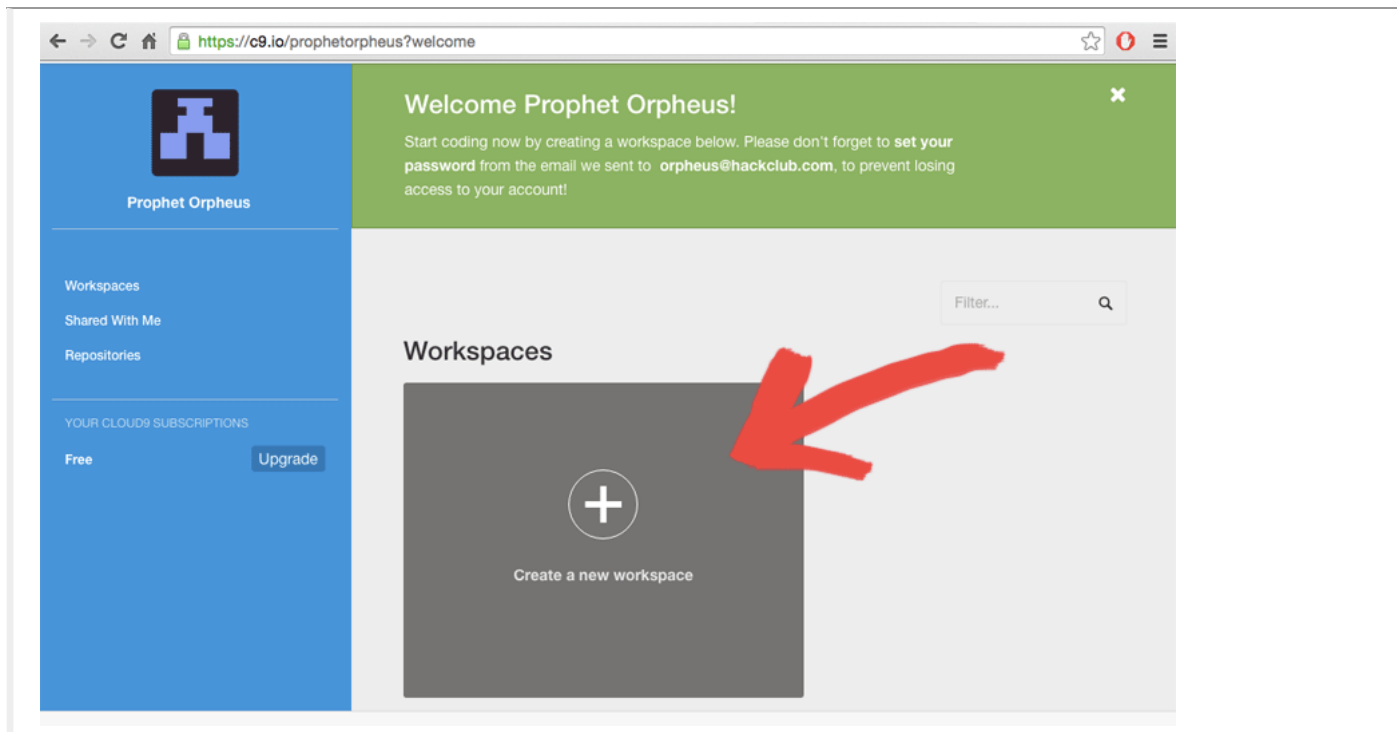 https://c9.io/prophetorpheus?welcome
Prophet Orpheus
Workspaces
Shared With Me
Repositories
YOUR CLOUD9 SUBSCRIPTIONS
Free Upgrade
Welcome Prophet Orpheus!
Start coding now by creating a workspace below. Please don't forget to set your
password from the email we sent to orpheus@hackclub.com, to prevent losing
access to your account!
Filter...
Workspaces
Create a new workspace